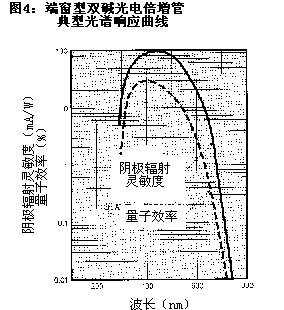 图4：端窗型双碱光电倍增管
典型光谱响应曲线
阴极辐射灵敏度（mA/W）
量子效率（%）
阴极辐射
灵敏度
量子效率
0.1
0.01
波长（nm）